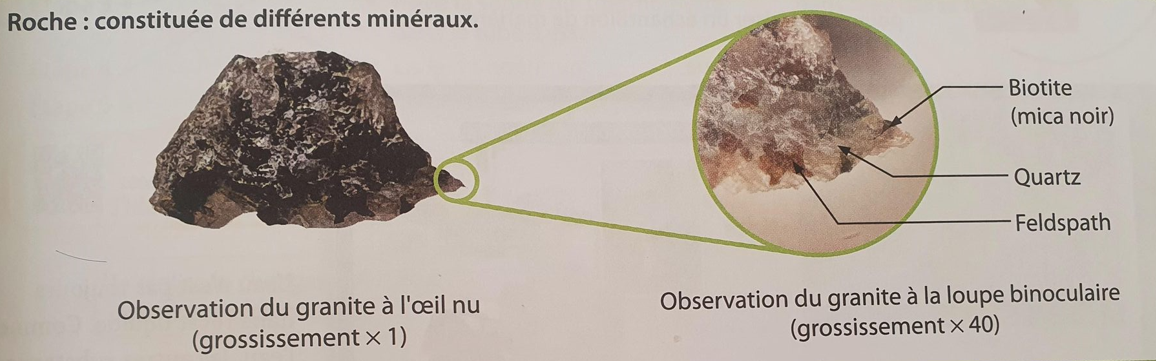 Roche : constituée de différents minéraux.
Biotite
(mica noir)
Quartz
Feldspath
Observation du granite à l'œil nu
(grossissement × 1)
Observation du granite à la loupe binoculaire
(grossissement × 40)